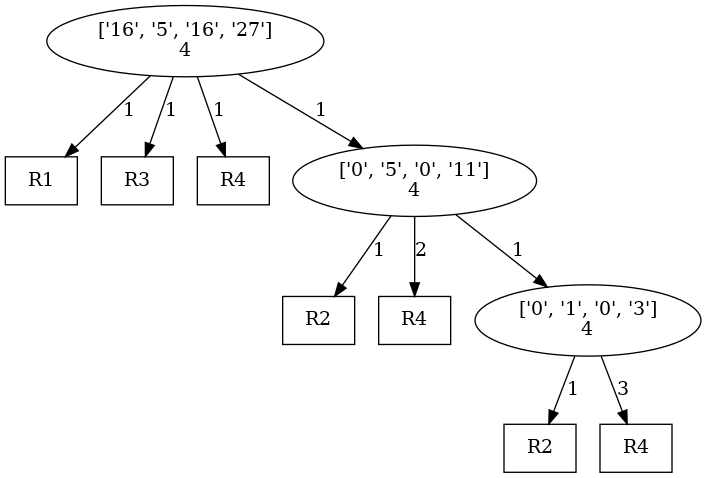 ['16', '5', '16', '27']
4
1
1
1
1
R1
R3
R4
['0', '5', '0', '11']
4
1
2
1
R2
R4
['0', '1', '0', '3']
4
1
3
R2
R4